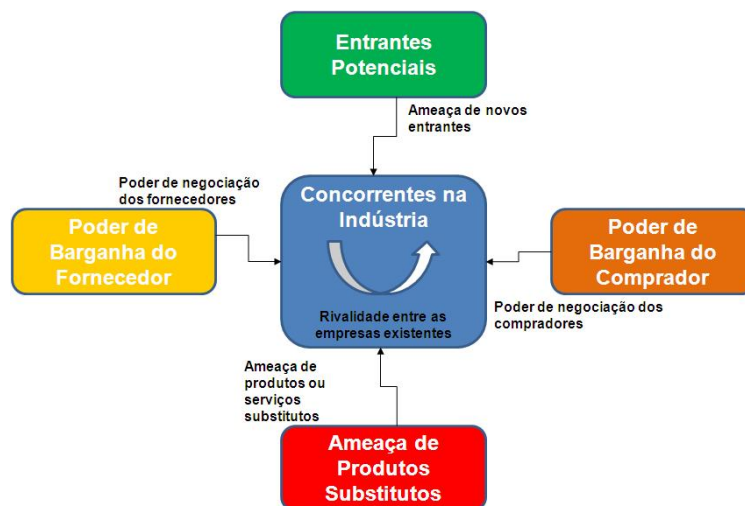 Entrantes
Potenciais
Ameaça de novos
entrantes
Poder de negociação
dos fornecedores
Concorrentes na
Indústria
Poder de
Barganha do
Fornecedor
Poder de
Barganha do
Comprador
Rivalidade entre as
empresas existentes
Poder de negociação dos
compradores
Ameaça de
produtos ou
serviços
substitutos
Ameaça de
Produtos
Substitutos